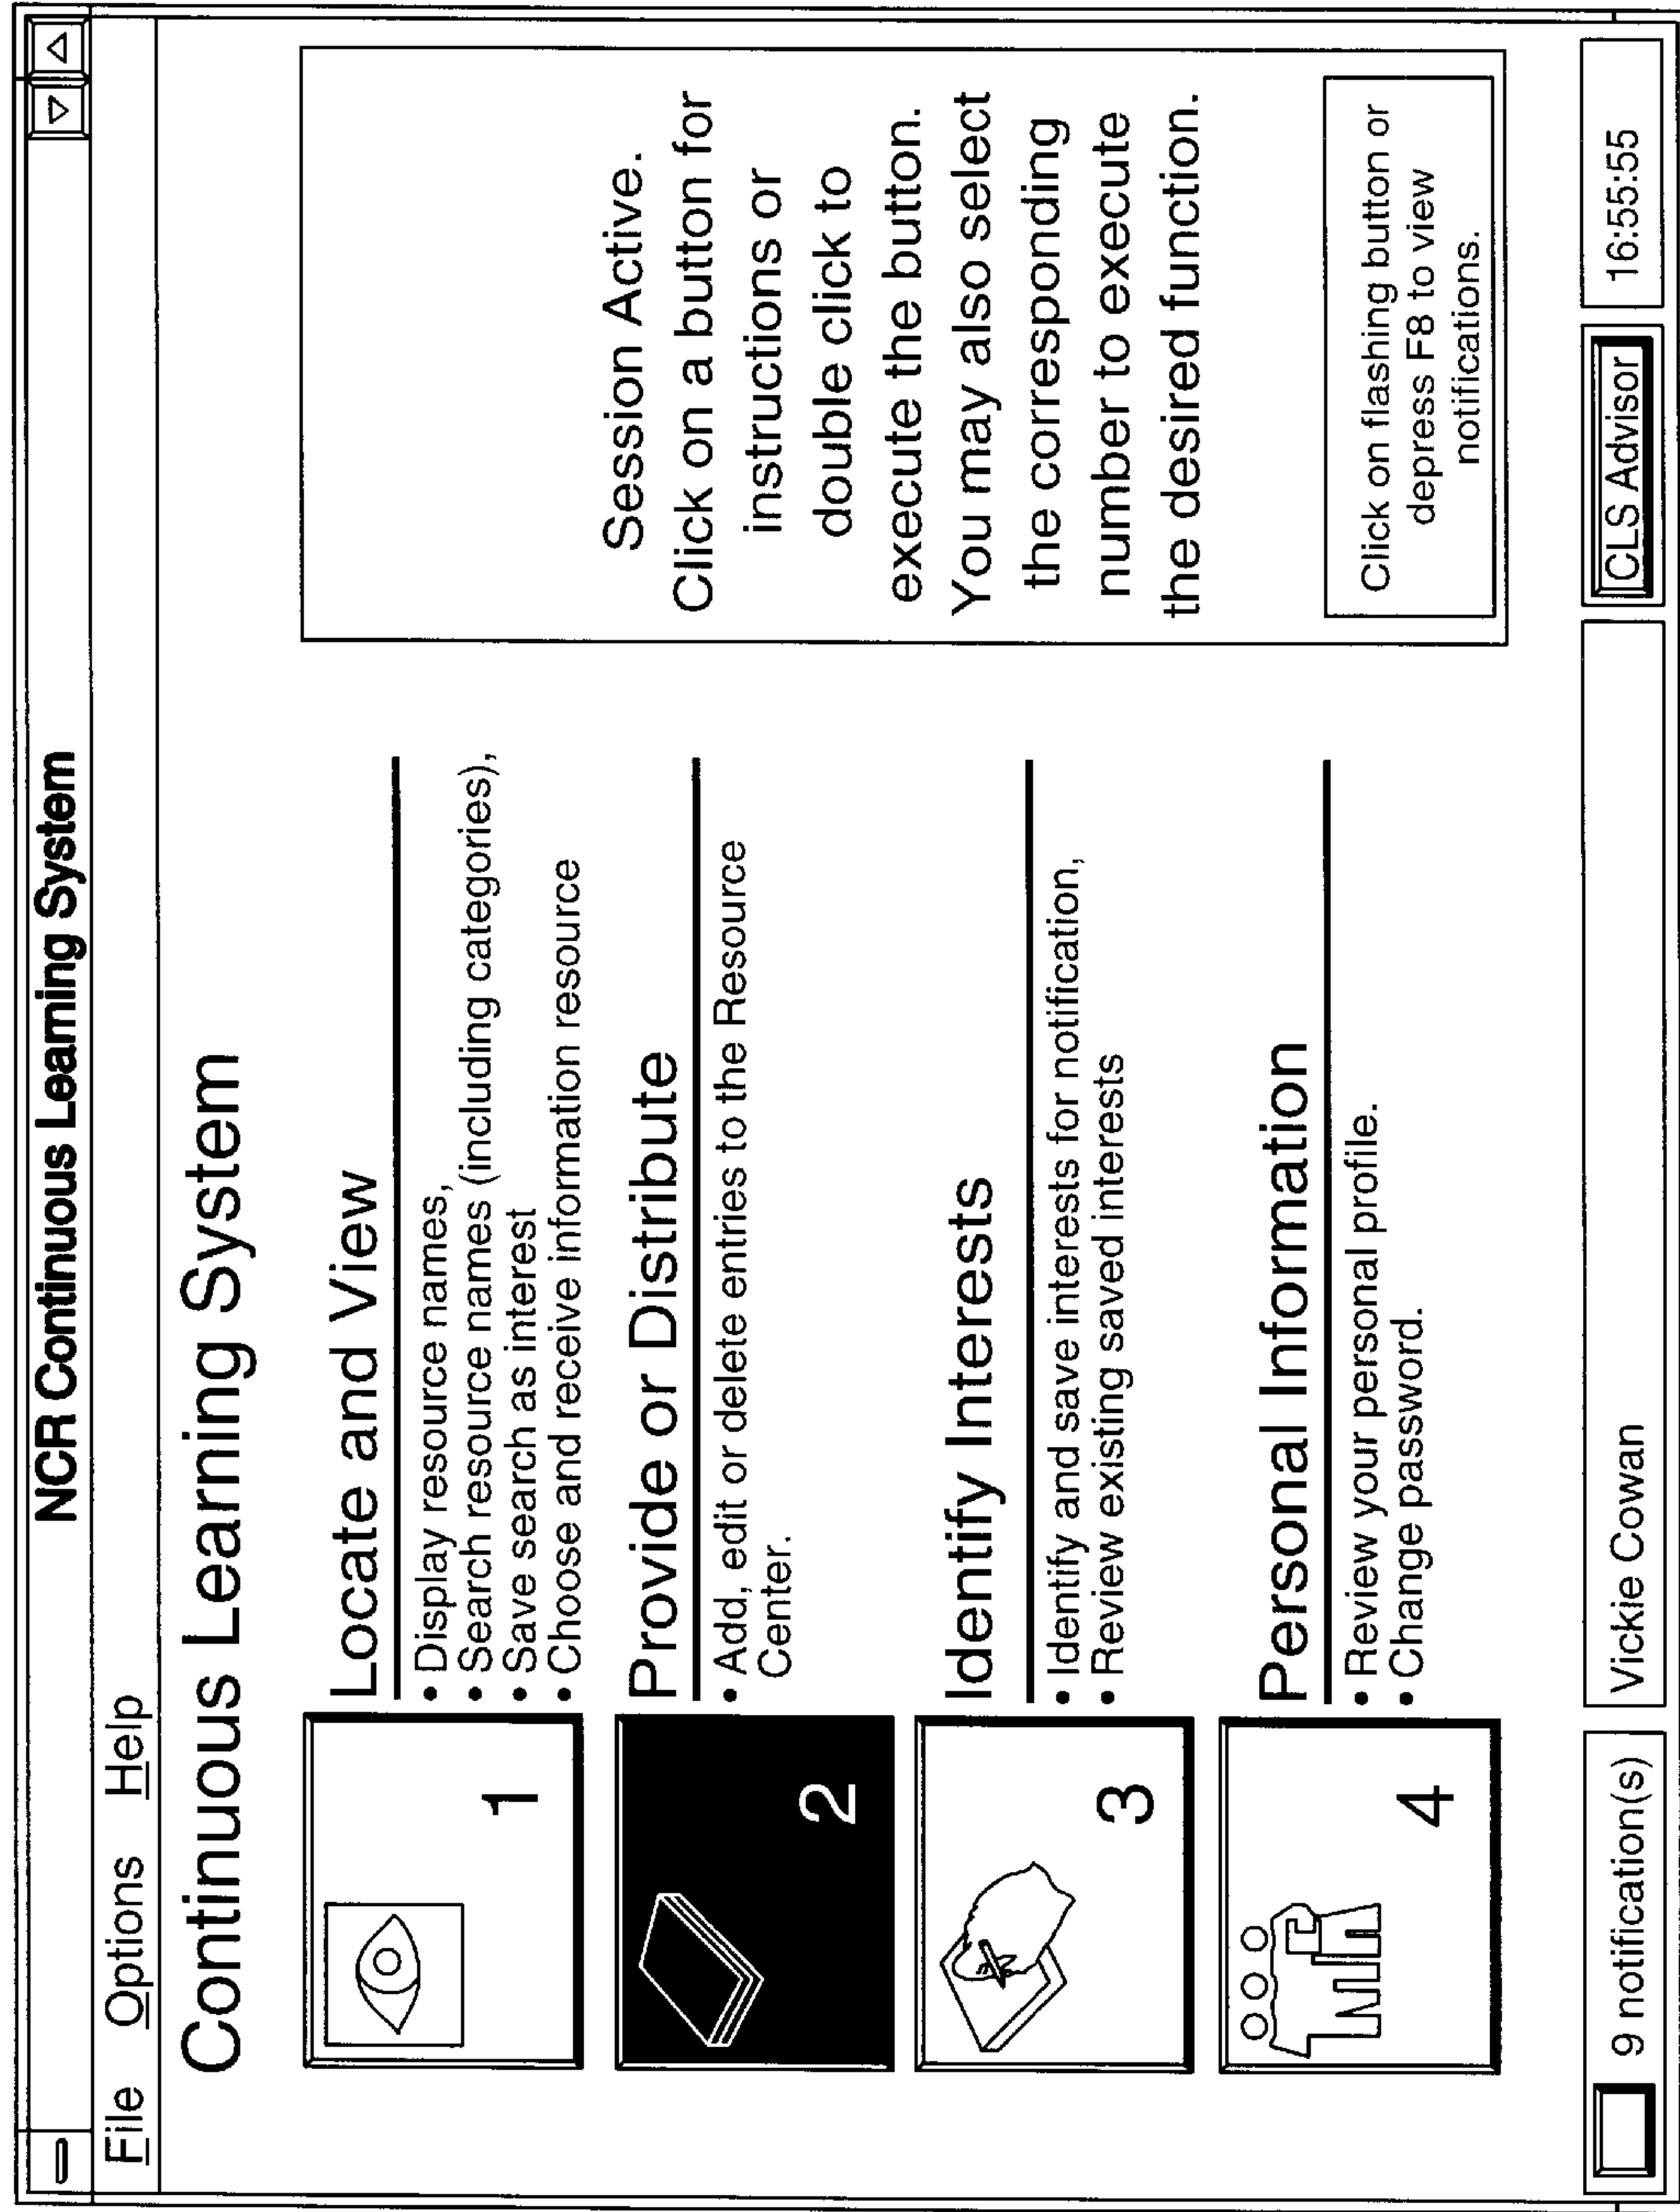 NCR Continuous Learning System
File Options Help
Continuous Learning System
1
Locate and View
• Display resource names,
• Search resource names (including categories),
• Save search as interest
• Choose and receive information resource
2
Provide or Distribute
• Add, edit or delete entries to the Resource
Center.
3
Identify Interests
• Identify and save interests for notification,
• Review existing saved interests
4
Personal Information
• Review your personal profile.
• Change password.
Session Active.
Click on a button for
instructions or
double click to
execute the button.
You may also select
the corresponding
number to execute
the desired function.
Click on flashing button or
depress F8 to view
notifications.
9 notification(s)
Vickie Cowan
CLS Advisor
16:55:55